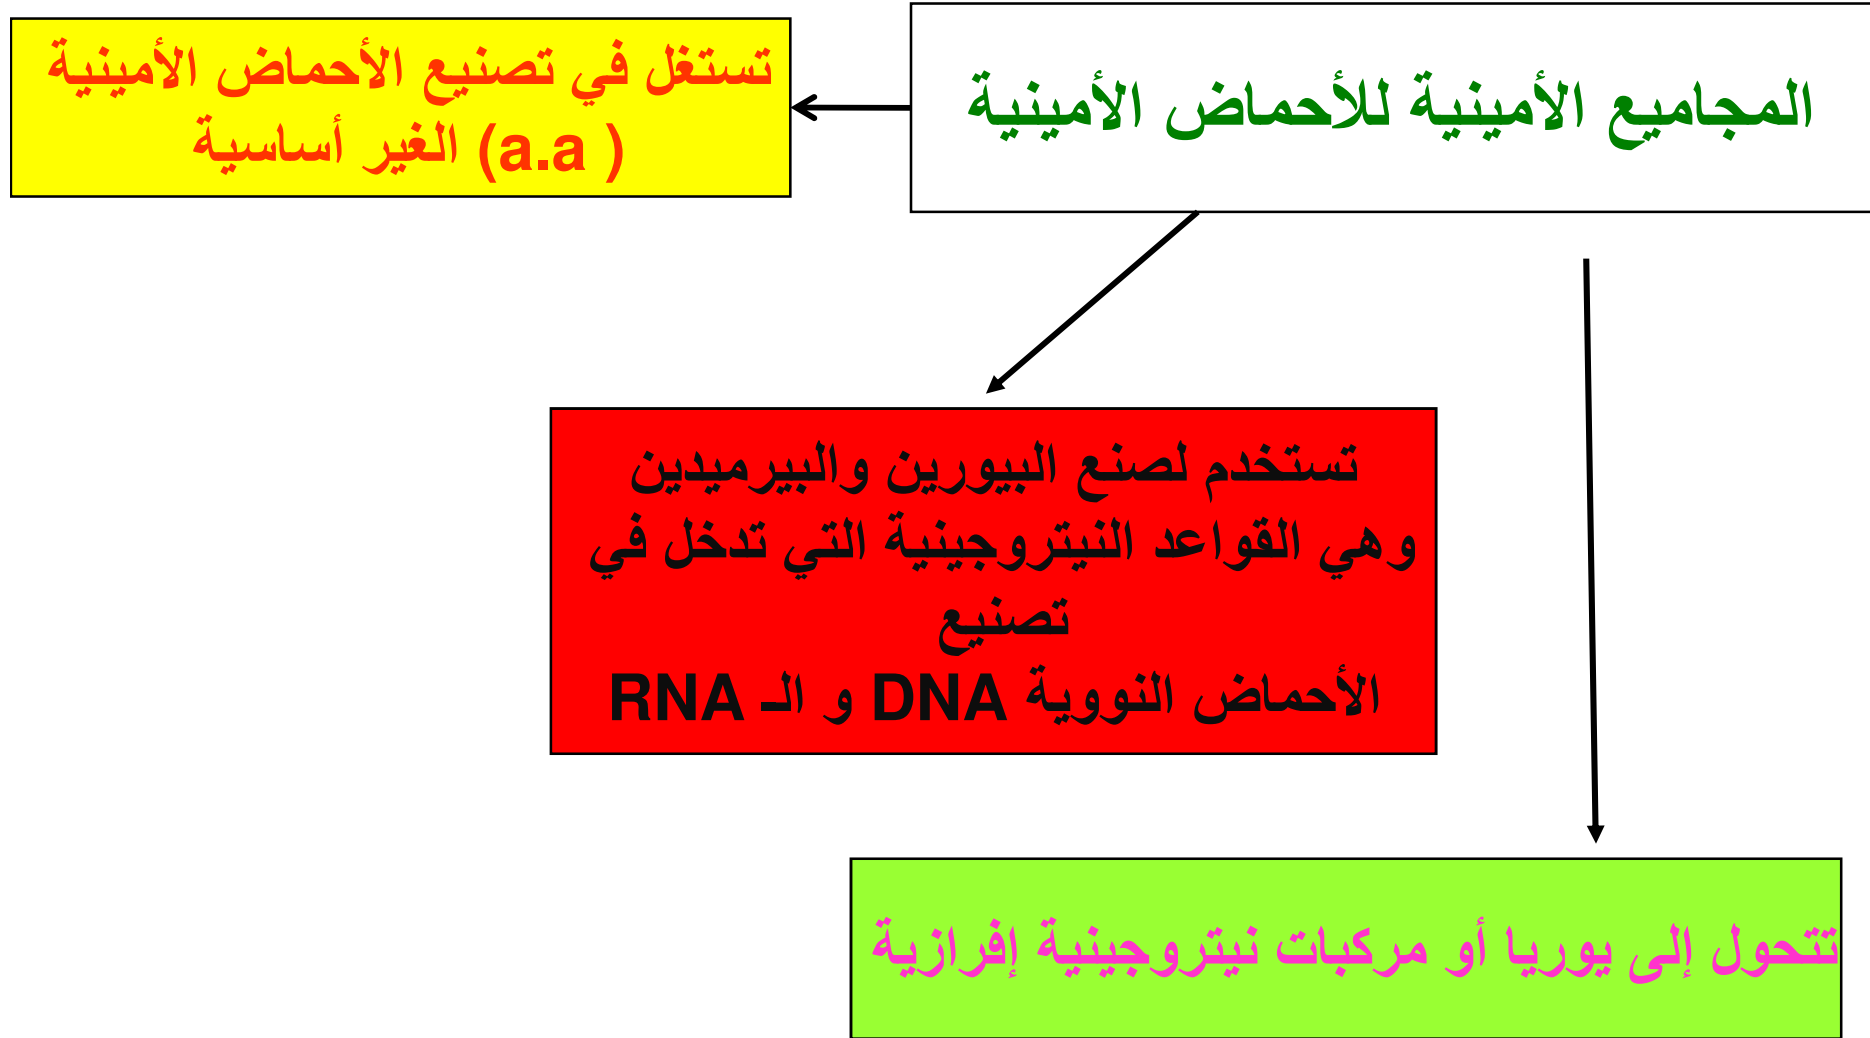 المجاميع الأمينية للأحماض الأمينية
تستغل في تصنيع الأحماض الأمينية
( a.a) الغير أساسية
تستخدم لصنع البيورين والبيرميدين
وهي القواعد النيتروجينية التي تدخل في
تصنيع
الأحماض النووية DNA و الـ RNA
تتحول إلى يوريا أو مركبات نيتروجينية إفرازية